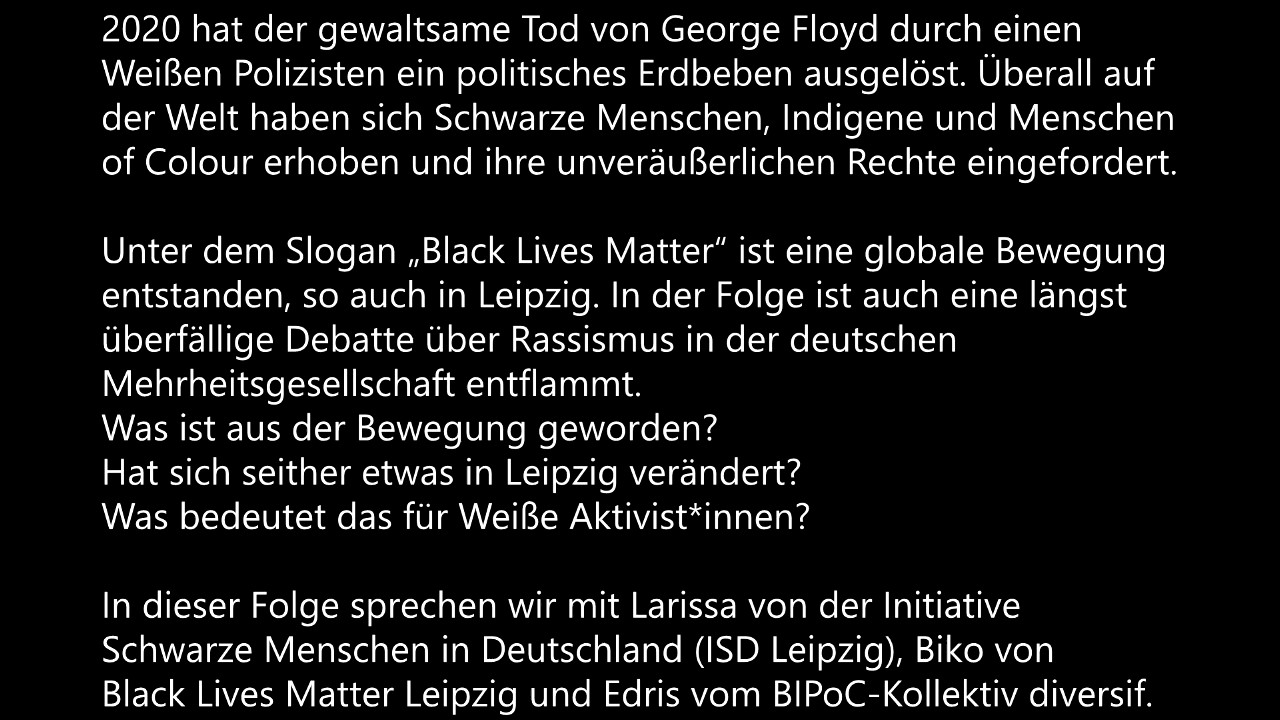 2020 hat der gewaltsame Tod von George Floyd durch einen
Weißen Polizisten ein politisches Erdbeben ausgelöst. Überall auf
der Welt haben sich Schwarze Menschen, Indigene und Menschen
of Colour erhoben und ihre unveräußerlichen Rechte eingefordert.
Unter dem Slogan „Black Lives Matter“ ist eine globale Bewegung
entstanden, so auch in Leipzig. In der Folge ist auch eine längst
überfällige Debatte über Rassismus in der deutschen
Mehrheitsgesellschaft entflammt.
Was ist aus der Bewegung geworden?
Hat sich seither etwas in Leipzig verändert?
Was bedeutet das für Weiße Aktivist*innen?
In dieser Folge sprechen wir mit Larissa von der Initiative
Schwarze Menschen in Deutschland (ISD Leipzig), Biko von
Black Lives Matter Leipzig und Edris vom BIPoC-Kollektiv diversif.